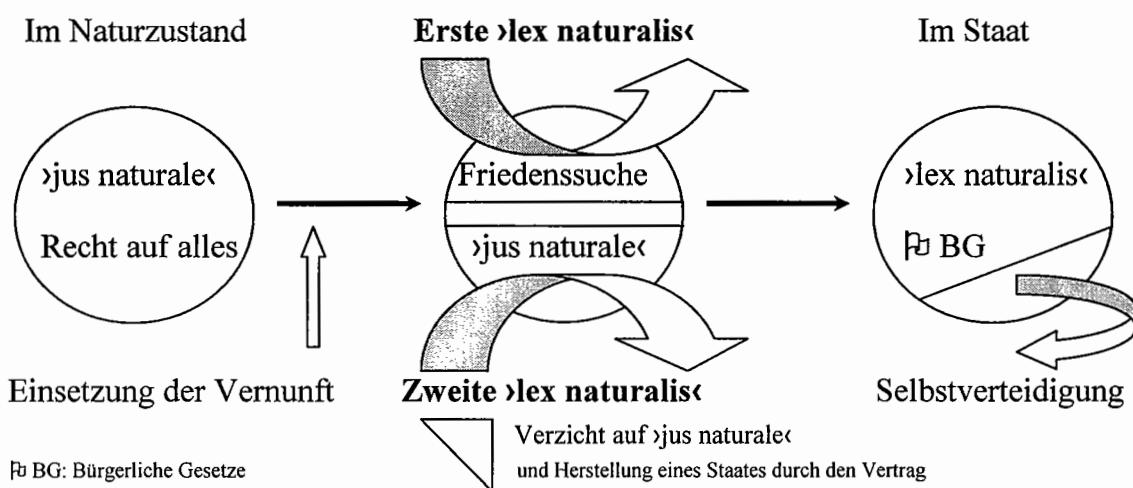 Im Naturzustand
Erste ›lex naturalis‹
Im Staat
›jus naturale‹
Recht auf alles
Friedenssuche
›jus naturale‹
›lex naturalis‹
BG
Einsetzung der Vernunft
Zweite ›lex naturalis‹
Selbstverteidigung
Verzicht auf ›jus naturale‹
und Herstellung eines Staates durch den Vertrag
BG: Bürgerliche Gesetze